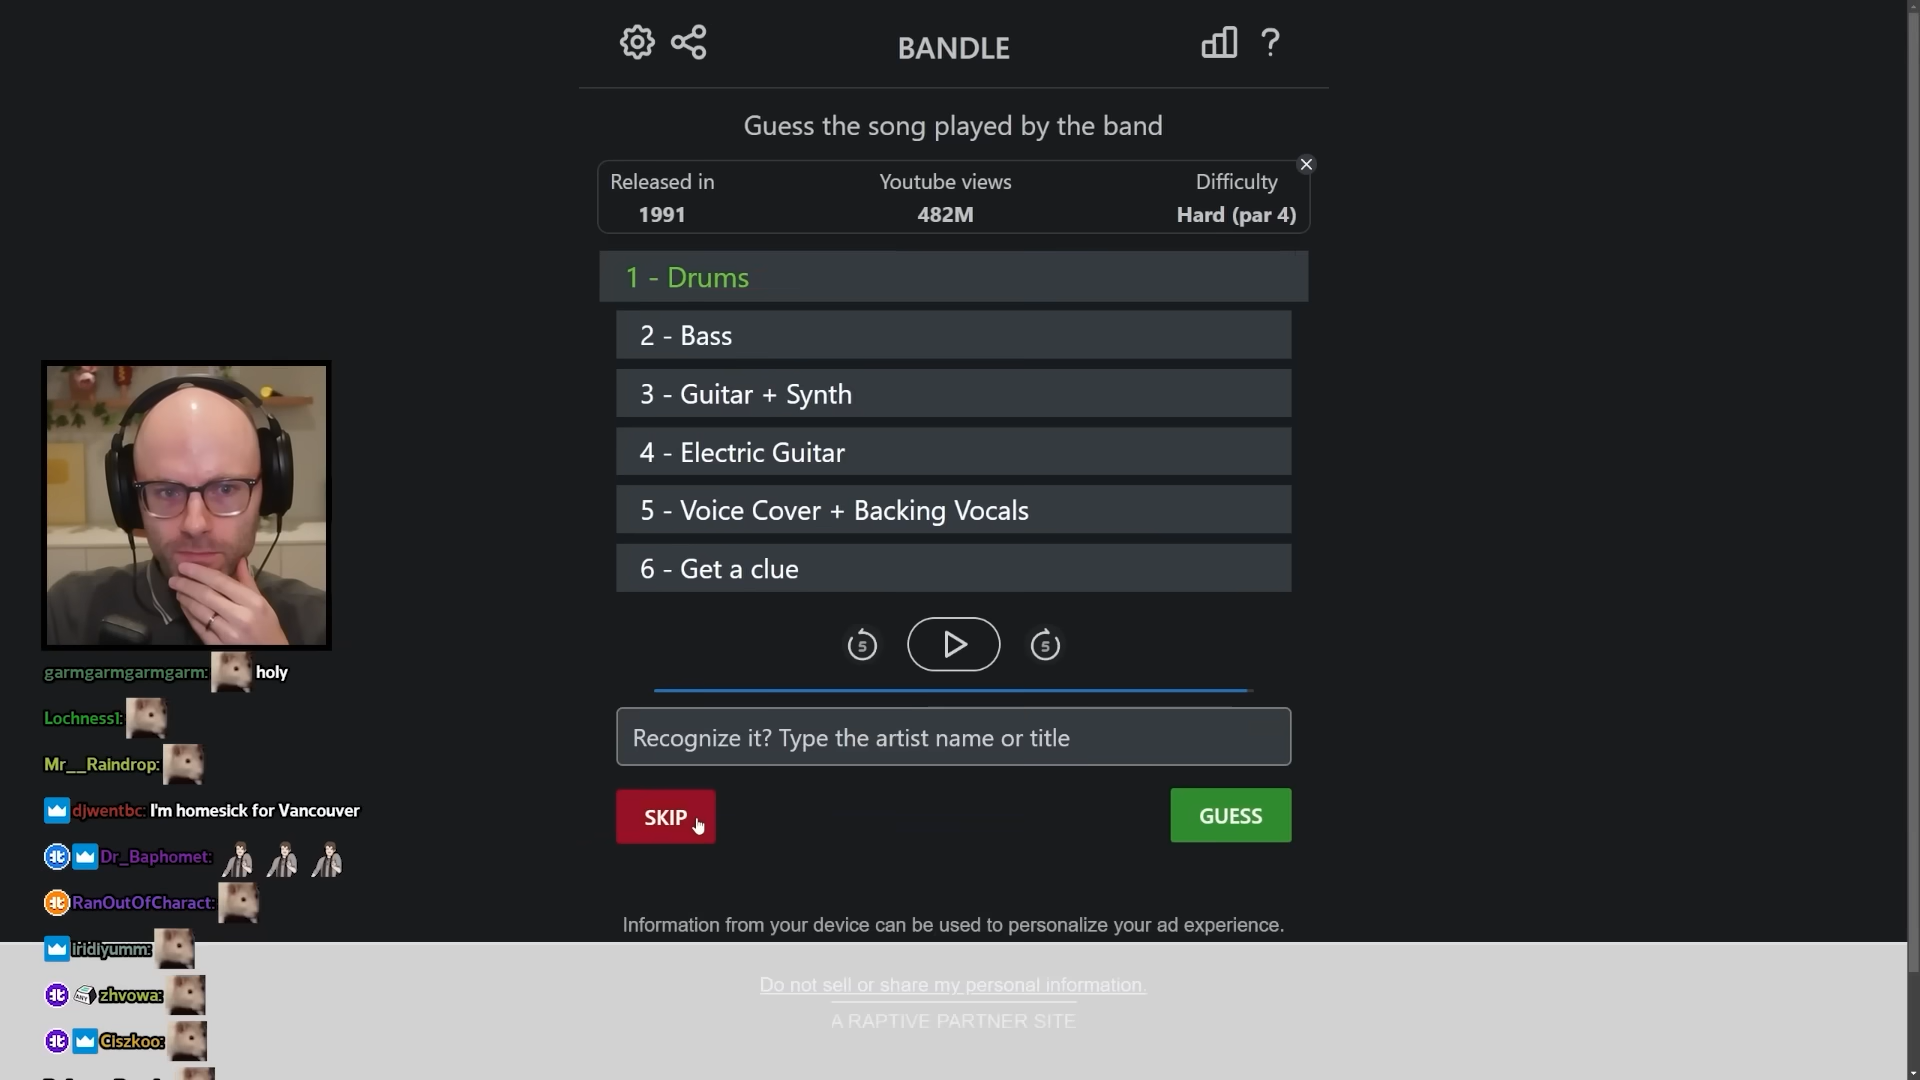 BANDLE
?
Guess the song played by the band
Released in
1991
Youtube views
482M
Difficulty
Hard (par 4)
1 - Drums
2 - Bass
3 - Guitar + Synth
4 - Electric Guitar
5 - Voice Cover + Backing Vocals
6 - Get a clue
5
5
Recognize it? Type the artist name or title
SKIP
GUESS
Information from your device can be used to personalize your ad experience.
Do not sell or share my personal information.
A RAPTIVE PARTNER SITE
garmgarmgarmgarm: holy
Lochness1:
Mr__Raindrop:
djwentbc: I'm homesick for Vancouver
Dr_Baphomet:
RanOutOfCharact:
iridiyumm:
zhvowa:
Ciszkoo: